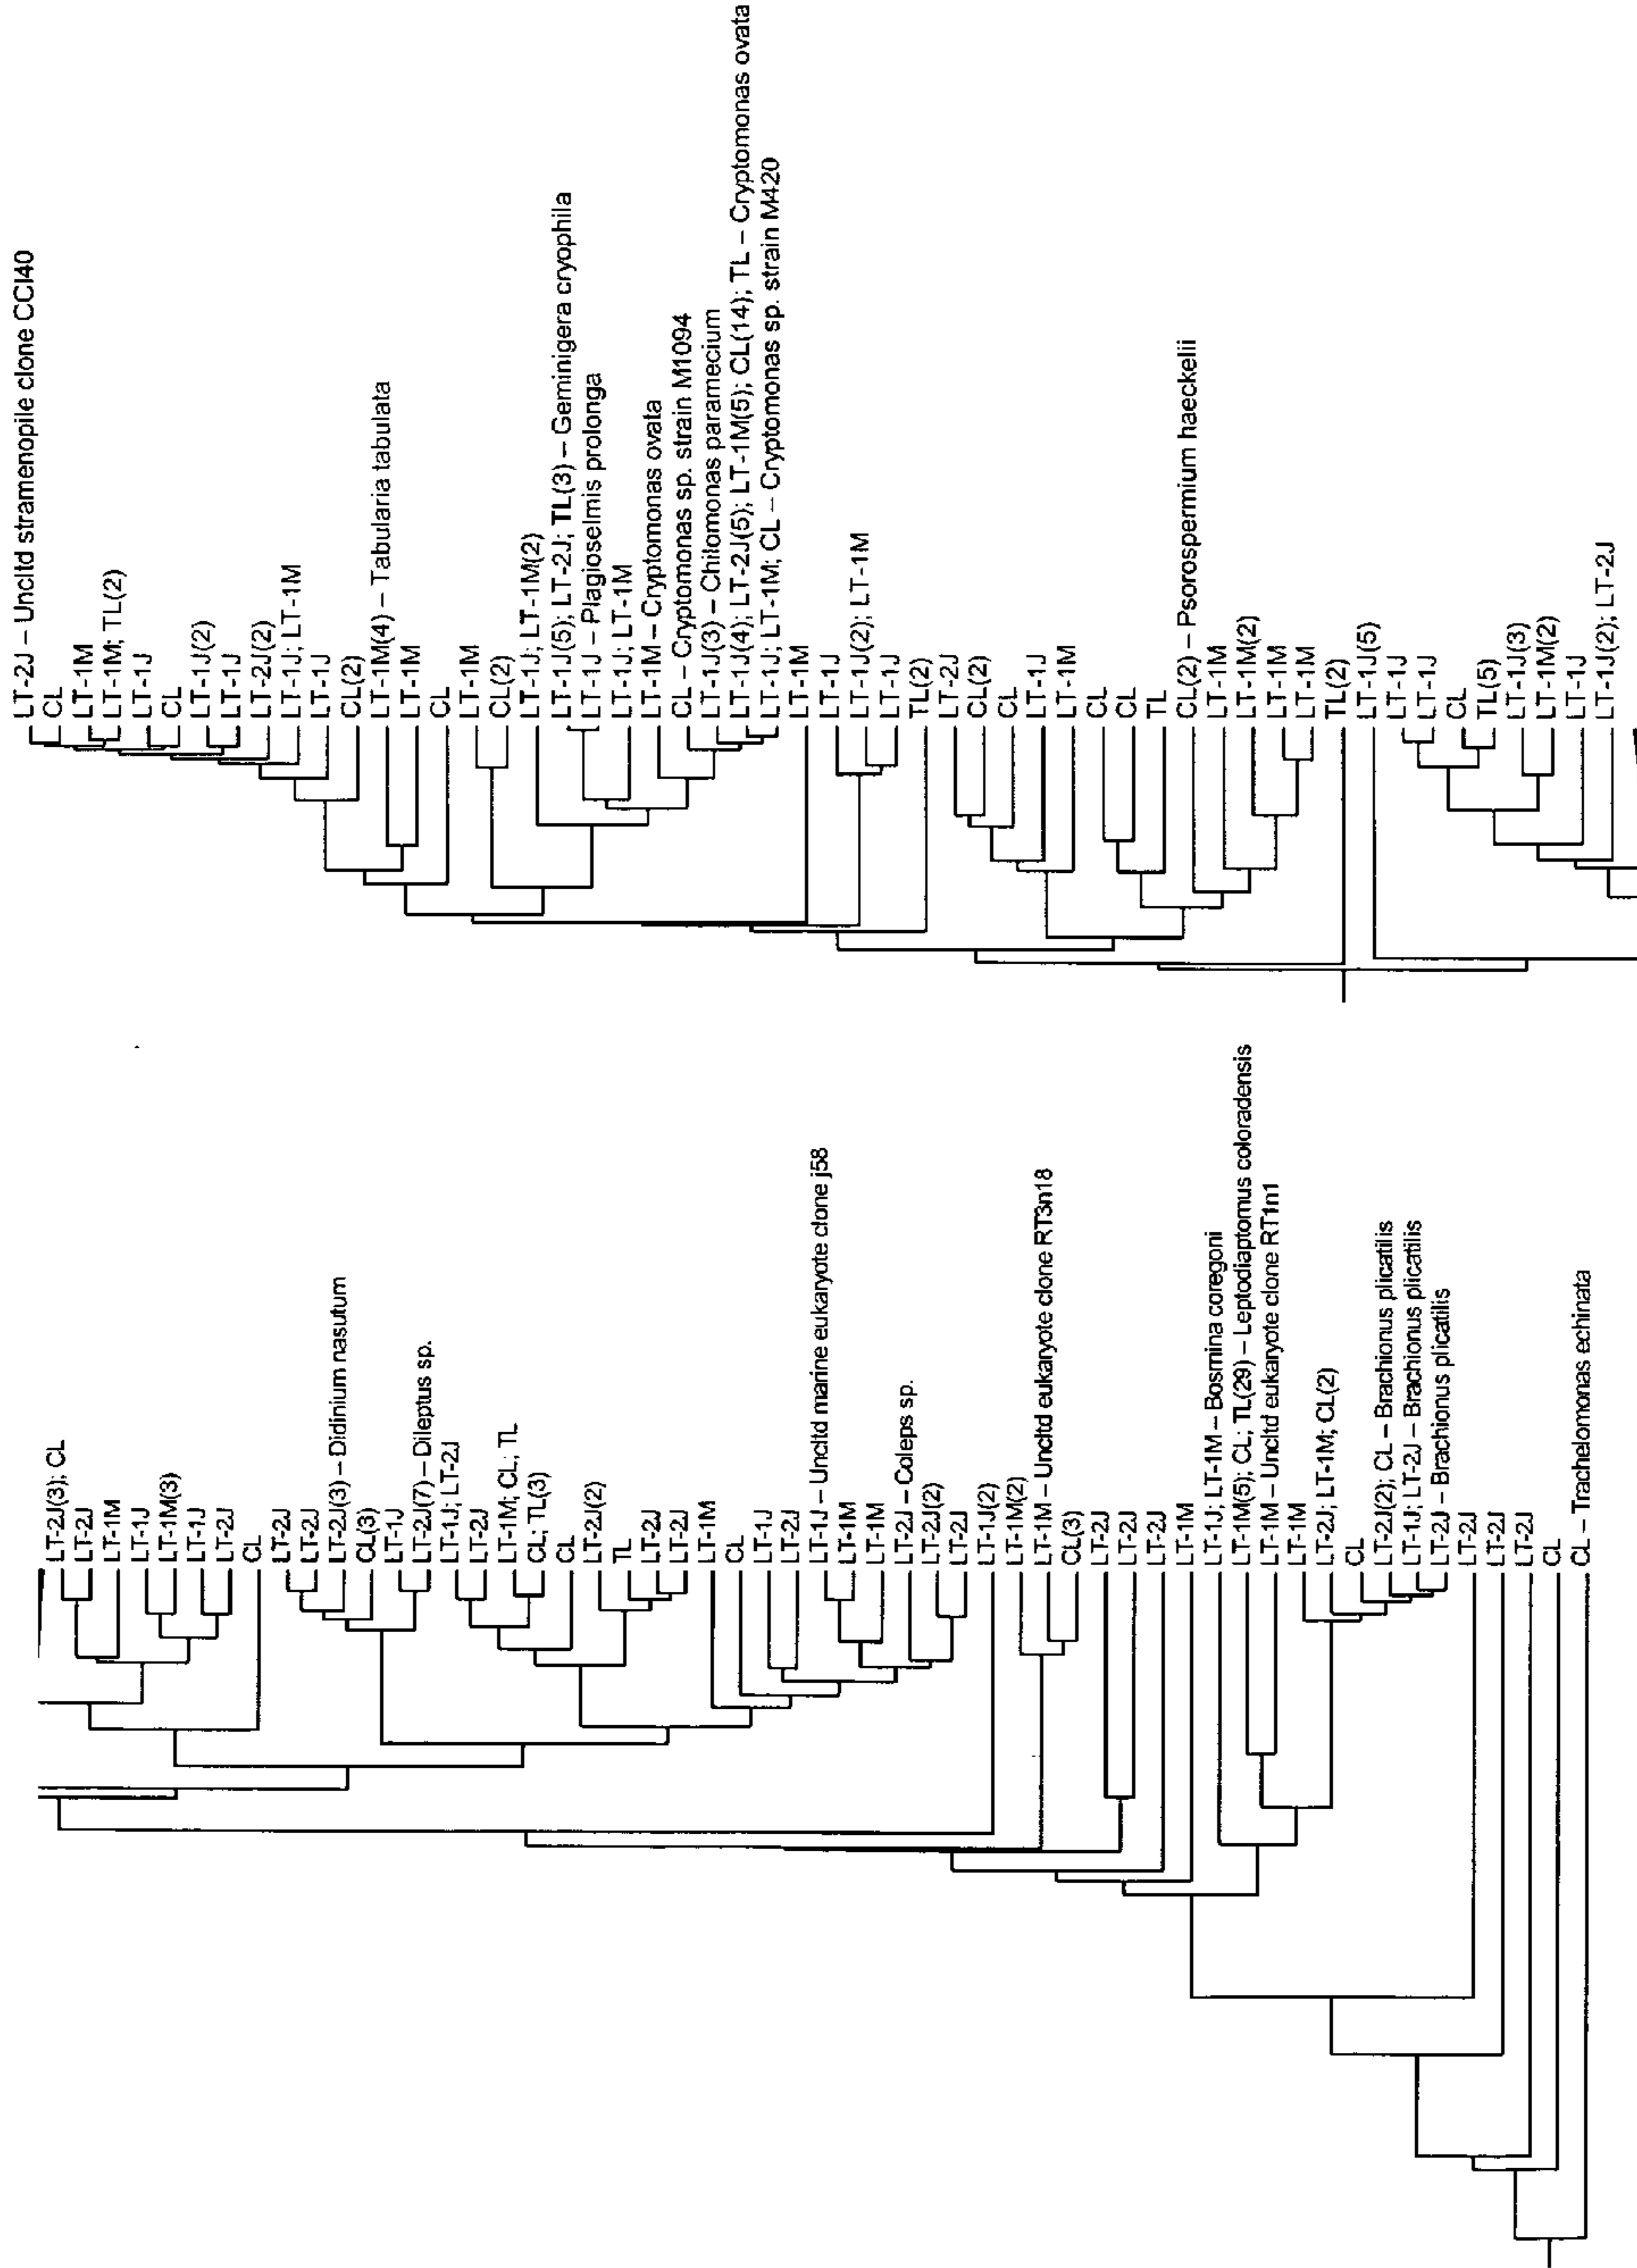 LT-2J – Uncltd stramenopile clone CCI40
CL
LT-1M
LT-1M; TL(2)
LT-1J
CL
LT-1J(2)
LT-1J
LT-2J(2)
LT-1J; LT-1M
LT-1J
CL(2)
LT-1M(4) – Tabularia tabulata
LT-1M
CL
LT-1M
CL(2)
LT-1J; LT-1M(2)
LT-1J(5); LT-2J; TL(3) – Geminigera cryophila
LT-1J – Plagioselmis prolonga
LT-1J; LT-1M
LT-1M – Cryptomonas ovata
CL – Cryptomonas sp. strain M1094
LT-1J(3) – Chilomonas paramecium
LT-1J(4); LT-2J(5); LT-1M(5); CL(14); TL – Cryptomonas ovata
LT-1J; LT-1M; CL – Cryptomonas sp. strain M420
LT-1M
LT-1J
LT-1J(2); LT-1M
LT-1J
TL(2)
LT-2J
CL(2)
CL
LT-1J
LT-1M
CL
CL
TL
CL(2) – Psorospermium haeckelii
LT-1M
LT-1M(2)
LT-1M
LT-1M
TL(2)
LT-1J(5)
LT-1J
LT-1J
CL
TL(5)
LT-1J(3)
LT-1M(2)
LT-1J
LT-1J(2); LT-2J
LT-2J(3); CL
LT-2J
LT-1M
LT-1J
LT-1M(3)
LT-1J
LT-2J
CL
LT-2J
LT-2J
LT-2J(3) – Didinium nasutum
CL(3)
LT-1J
LT-2J(7) – Dileptus sp.
LT-1J; LT-2J
LT-2J
LT-1M; CL; TL
CL; TL(3)
CL
LT-2J(2)
TL
LT-2J
LT-2J
LT-1M
CL
LT-1J
LT-2J
LT-1J – Uncltd marine eukaryote clone j58
LT-1M
LT-1M
LT-2J – Coleps sp.
LT-2J(2)
LT-2J
LT-1J(2)
LT-1M(2)
LT-1M – Uncltd eukaryote clone RT3n18
CL(3)
LT-2J
LT-2J
LT-2J
LT-1M
LT-1J; LT-1M – Bosmina coregoni
LT-1M(5); CL; TL(29) – Leptodiaptomus coloradensis
LT-1M – Uncltd eukaryote clone RT1n1
LT-1M
LT-2J; LT-1M; CL(2)
CL
LT-2J(2); CL – Brachionus plicatilis
LT-1J; LT-2J – Brachionus plicatilis
LT-2J – Brachionus plicatilis
LT-2J
LT-2J
LT-2J
CL
CL – Trachelomonas echinata